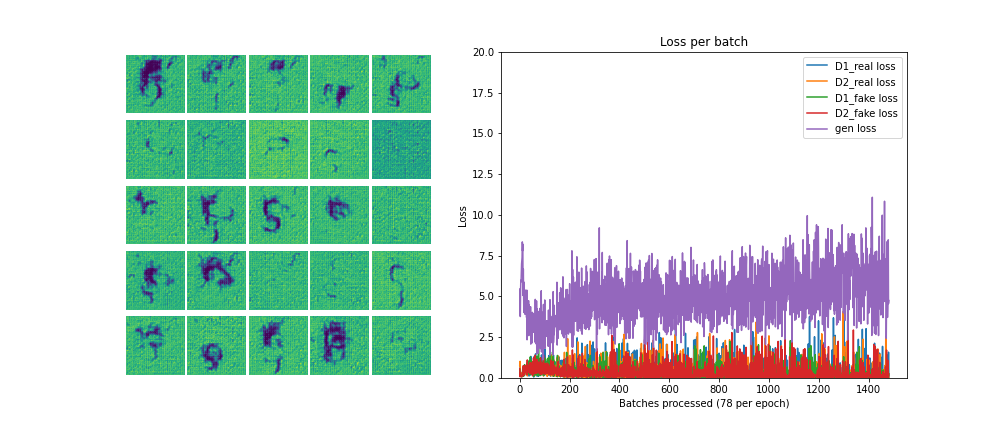 Loss per batch
20.0
17.5
15.0
12.5
10.0
7.5
5.0
2.5
0.0
Loss
D1_real loss
D2_real loss
D1_fake loss
D2_fake loss
gen loss
0 200 400 600 800 1000 1200 1400
Batches processed (78 per epoch)